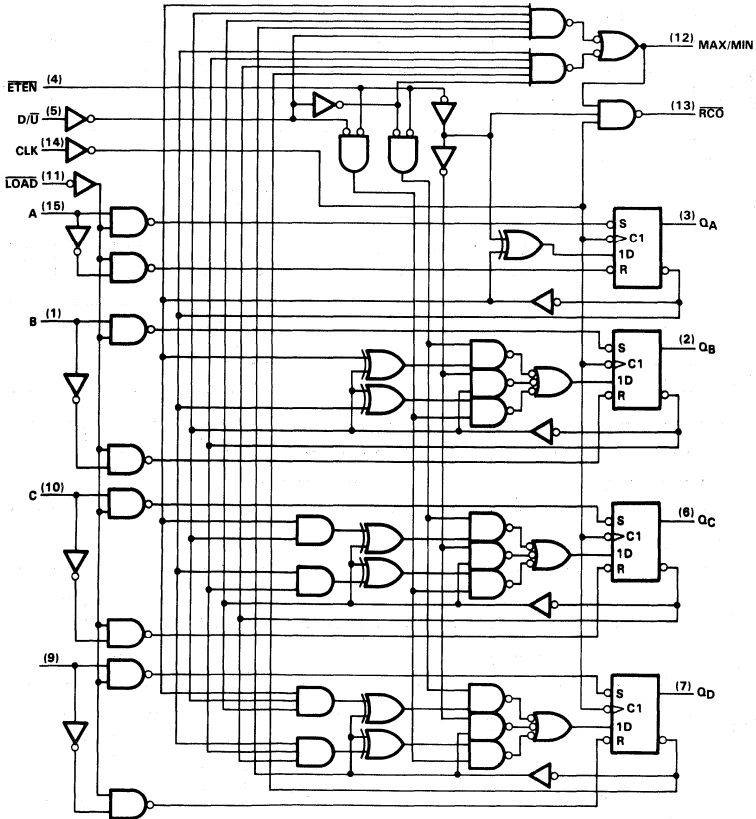 (12) MAX/MIN
CTEN (4)
D/U (5)
(13) RCO
CLK (14)
LOAD (11)
A (15)
S
C1
1D
R
(3) QA
B (1)
S
C1
1D
R
(2) QB
C (10)
S
C1
1D
R
(6) QC
(9)
S
C1
1D
R
(7) QD